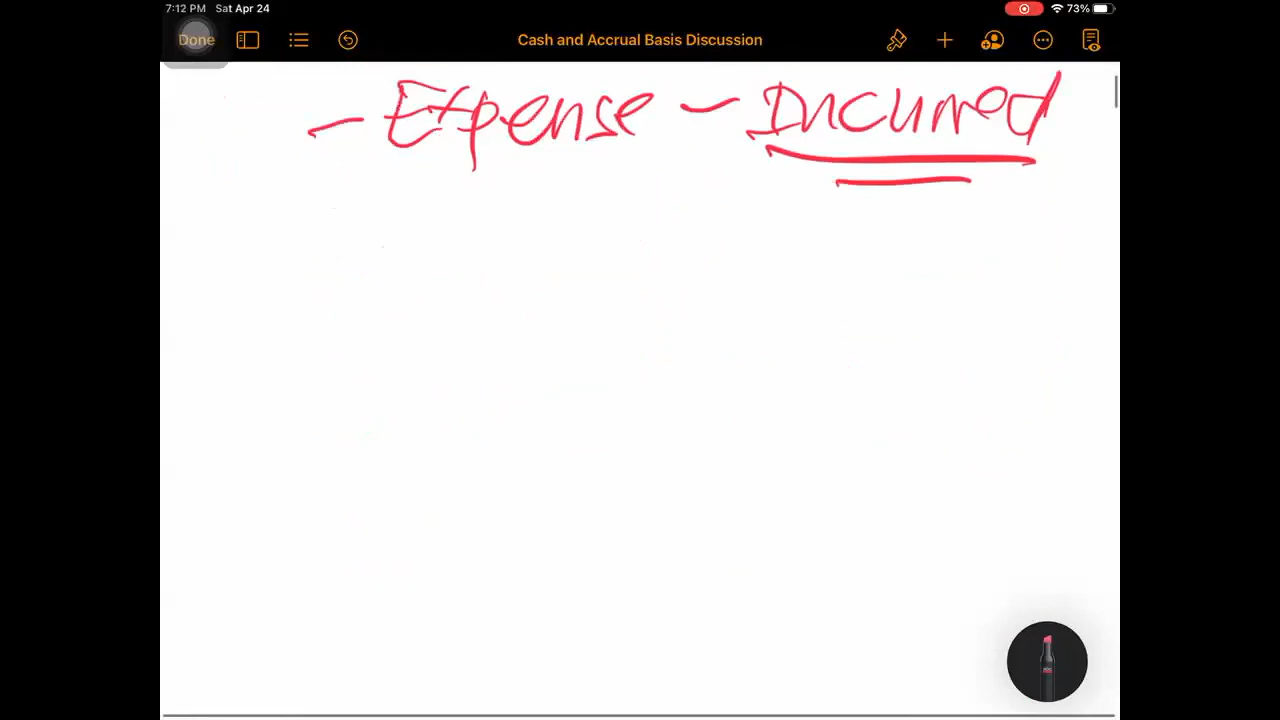 7:12 PM Sat Apr 24 73%
Done Cash and Accrual Basis Discussion
- Expense - Incurred